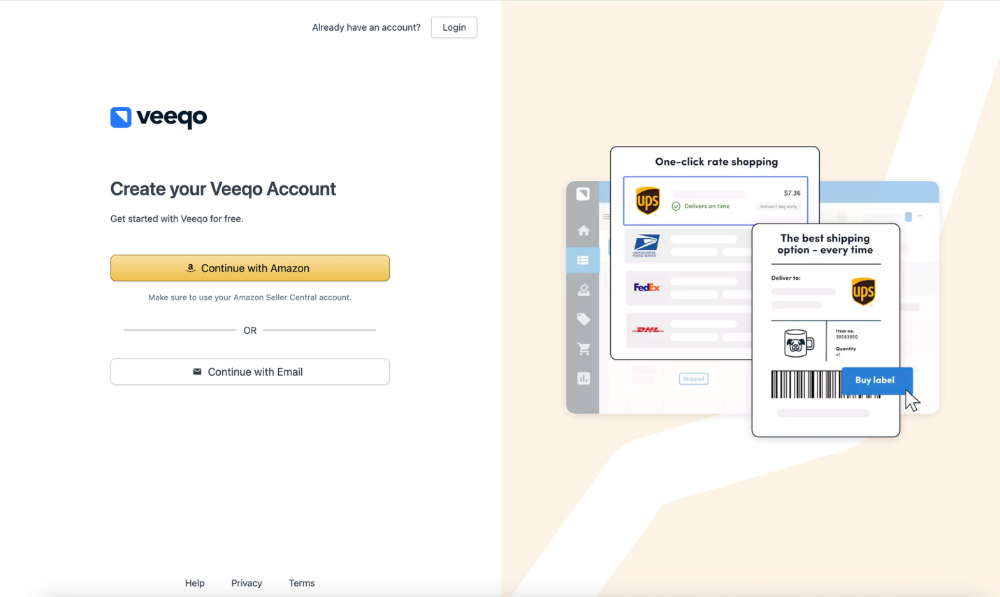 Already have an account?
Login
veeqo
Create your Veeqo Account
Get started with Veeqo for free.
Continue with Amazon
Make sure to use your Amazon Seller Central account.
OR
Continue with Email
Help
Privacy
Terms
One-click rate shopping
ups
$7.36
Delivers on time
Arrives 1 day early
UNITED STATES
POSTAL SERVICE
FedEx
DHL
Shipped
The best shipping
option - every time
Deliver to:
ups
Item no.
39583950
Quantity
x1
Buy label